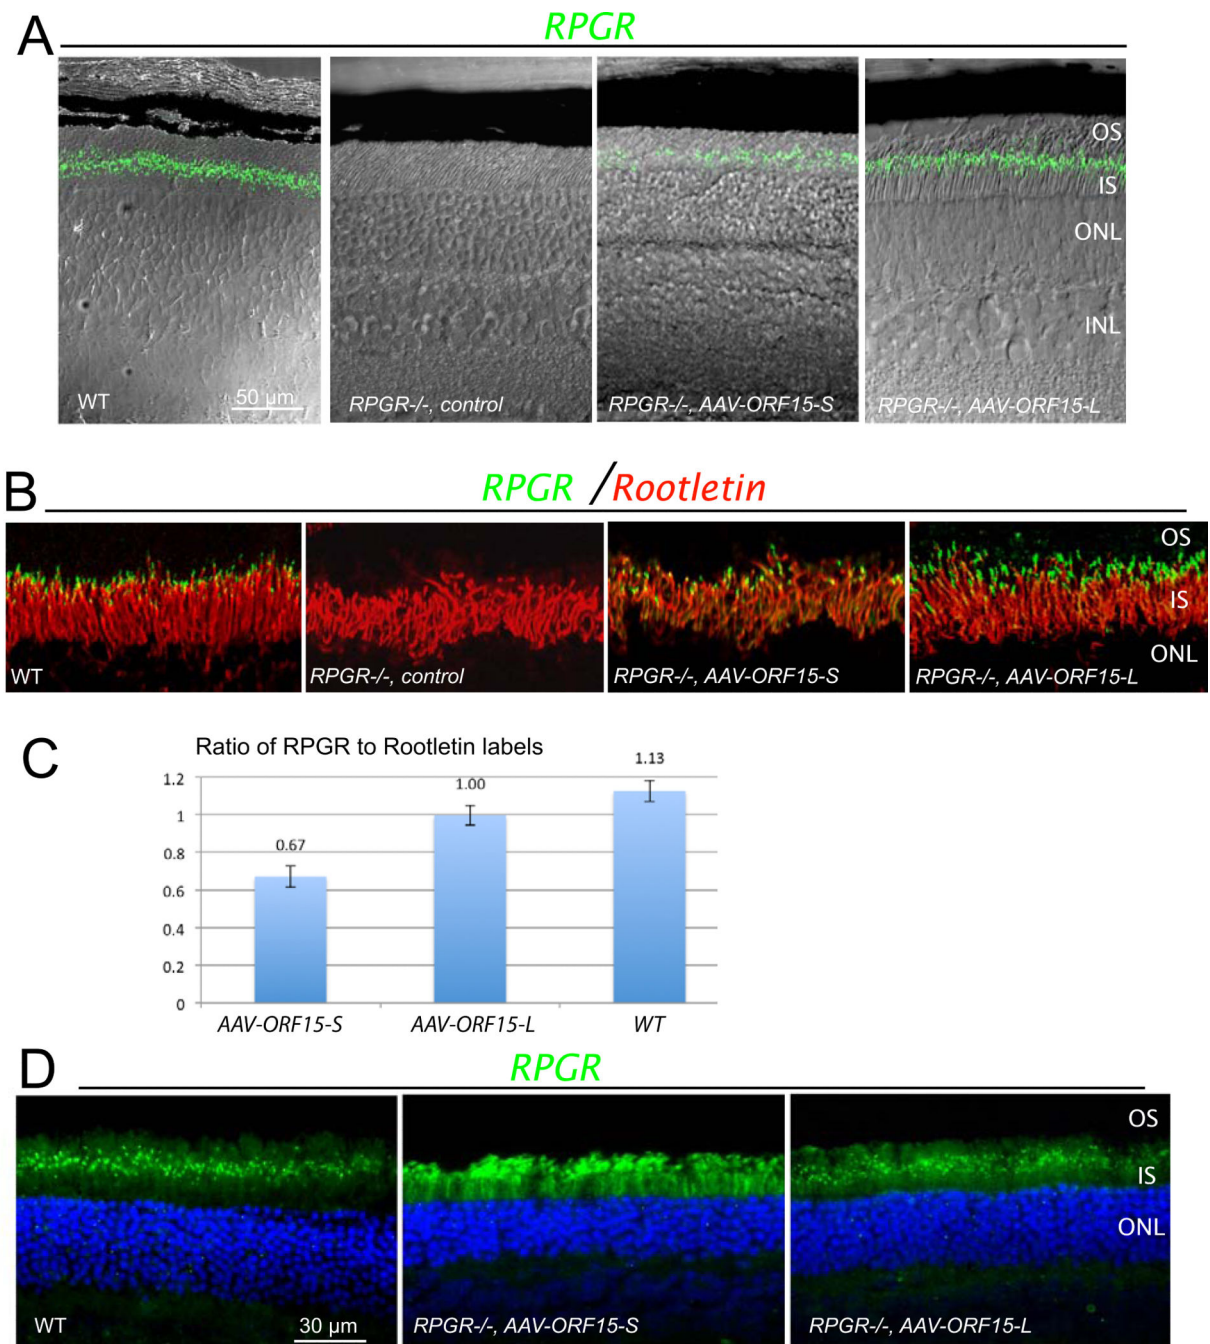 A
RPGR
OS
IS
ONL
INL
WT
50 µm
RPGR-/-, control
RPGR-/-, AAV-ORF15-S
RPGR-/-, AAV-ORF15-L
B
RPGR /Rootletin
OS
IS
ONL
WT
RPGR-/-, control
RPGR-/-, AAV-ORF15-S
RPGR-/-, AAV-ORF15-L
C
Ratio of RPGR to Rootletin labels
1.2
1
0.8
0.6
0.4
0.2
0
0.67
1.00
1.13
AAV-ORF15-S
AAV-ORF15-L
WT
D
RPGR
OS
IS
ONL
WT
30 µm
RPGR-/-, AAV-ORF15-S
RPGR-/-, AAV-ORF15-L